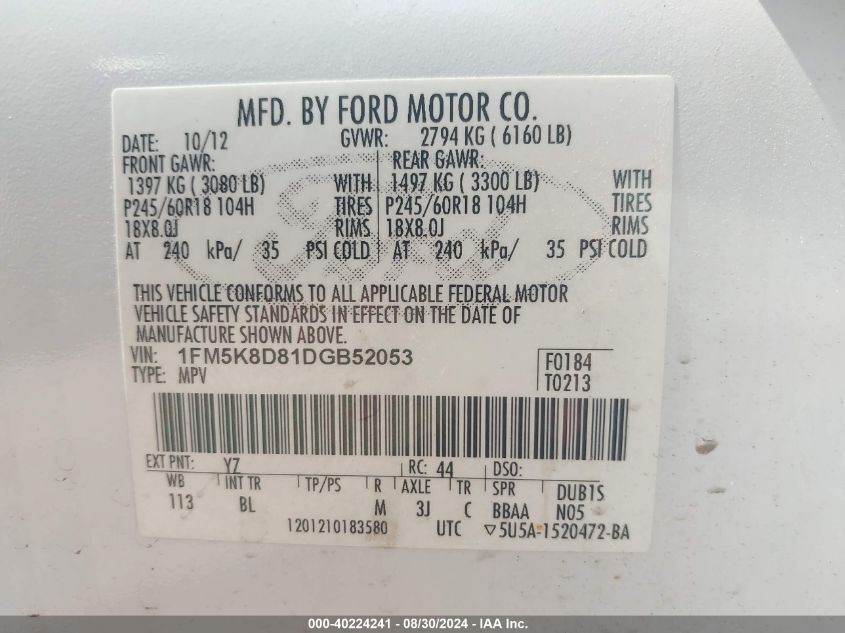 MFD. BY FORD MOTOR CO.
DATE: 10/12 GVWR: 2794 KG ( 6160 LB)
FRONT GAWR: REAR GAWR:
1397 KG ( 3080 LB) WITH 1497 KG ( 3300 LB) WITH
P245/60R18 104H TIRES P245/60R18 104H TIRES
18X8.0J RIMS 18X8.0J RIMS
AT 240 kPa/ 35 PSI COLD AT 240 kPa/ 35 PSI COLD
Ford
THIS VEHICLE CONFORMS TO ALL APPLICABLE FEDERAL MOTOR
VEHICLE SAFETY STANDARDS IN EFFECT ON THE DATE OF
MANUFACTURE SHOWN ABOVE.
VIN: 1FM5K8D81DGB52053 F0184
TYPE: MPV T0213
EXT PNT: YZ RC: 44 DSO:
WB INT TR TP/PS R AXLE TR SPR DUB1S
113 BL M 3J C BBAA N05
1201210183580 UTC ▽5U5A-1520472-BA
000-40224241 - 08/30/2024 - IAA Inc.